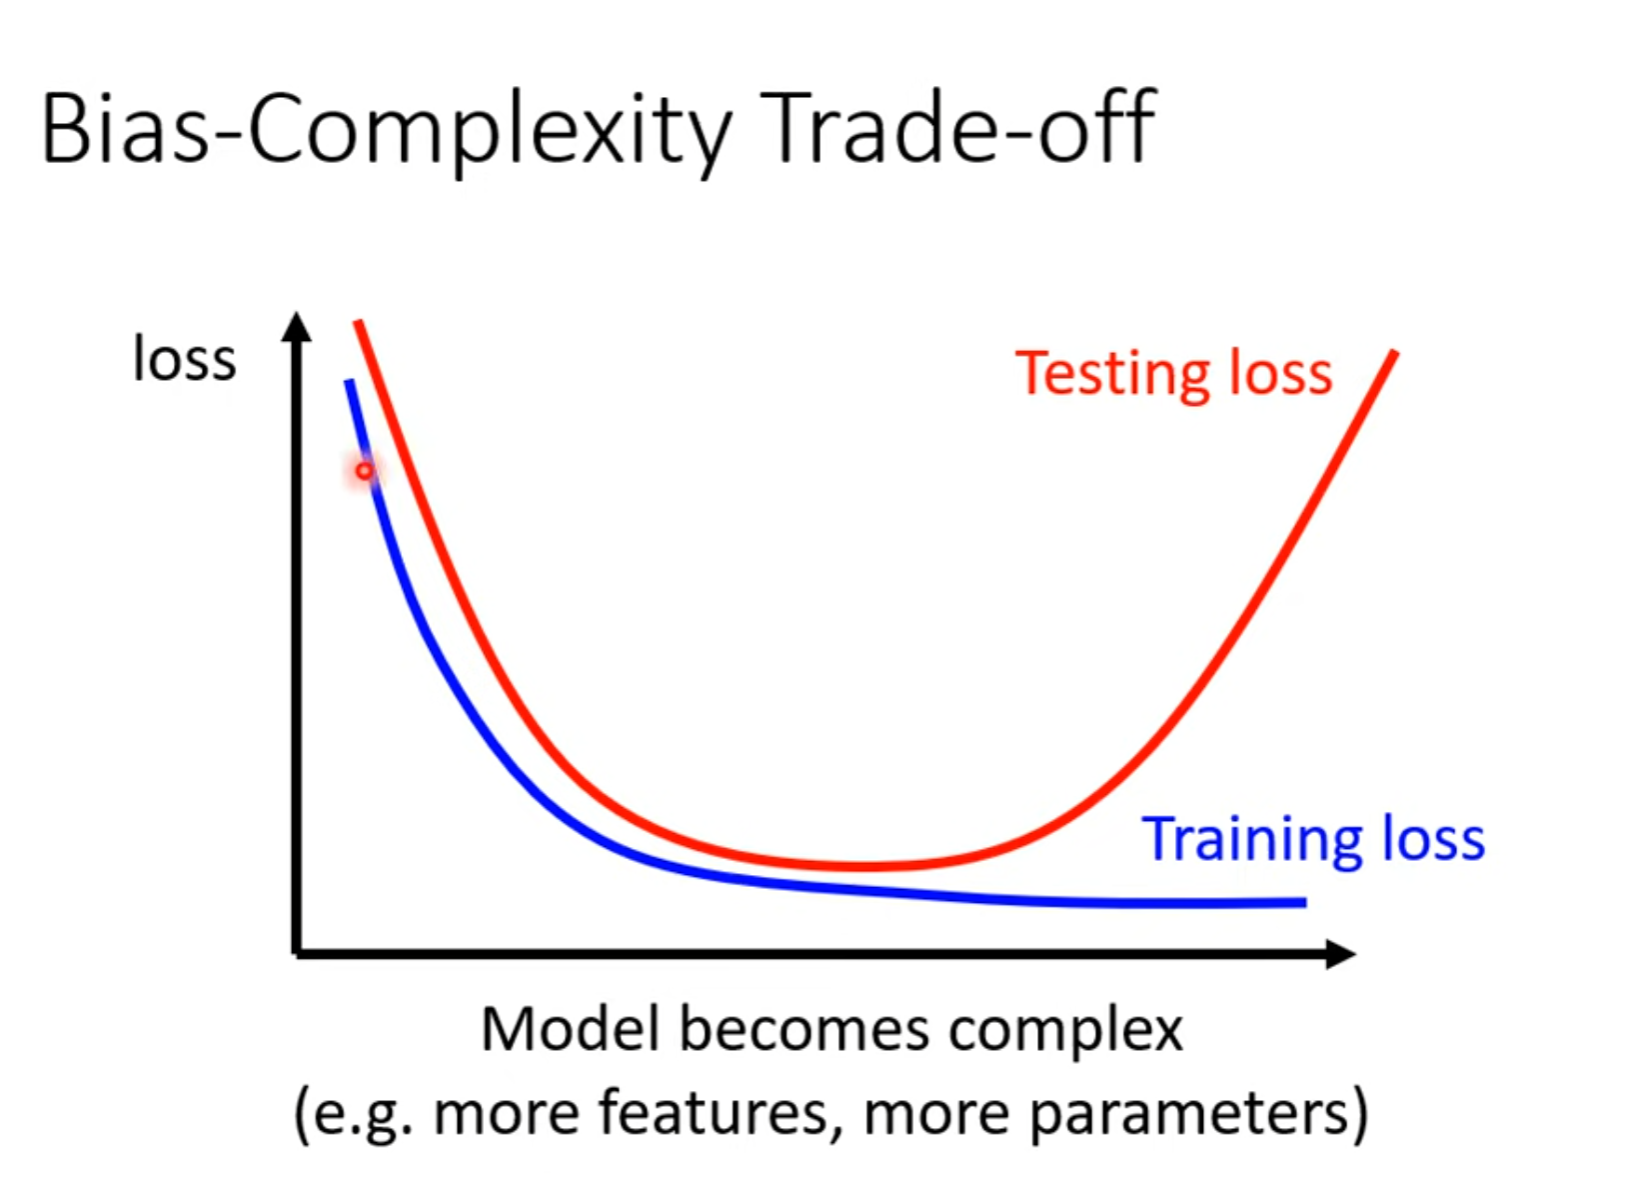 Bias-Complexity Trade-off
loss
Testing loss
Training loss
Model becomes complex
(e.g. more features, more parameters)